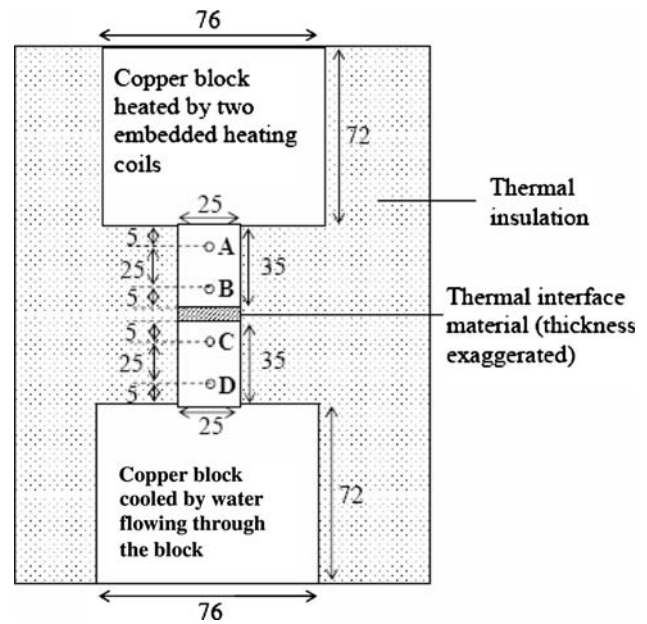 76
Copper block
heated by two
embedded heating
coils
72
Thermal
insulation
25
5
A
25
35
B
5
Thermal interface
material (thickness
exaggerated)
5
C
25
35
D
5
25
Copper block
cooled by water
flowing through
the block
72
76